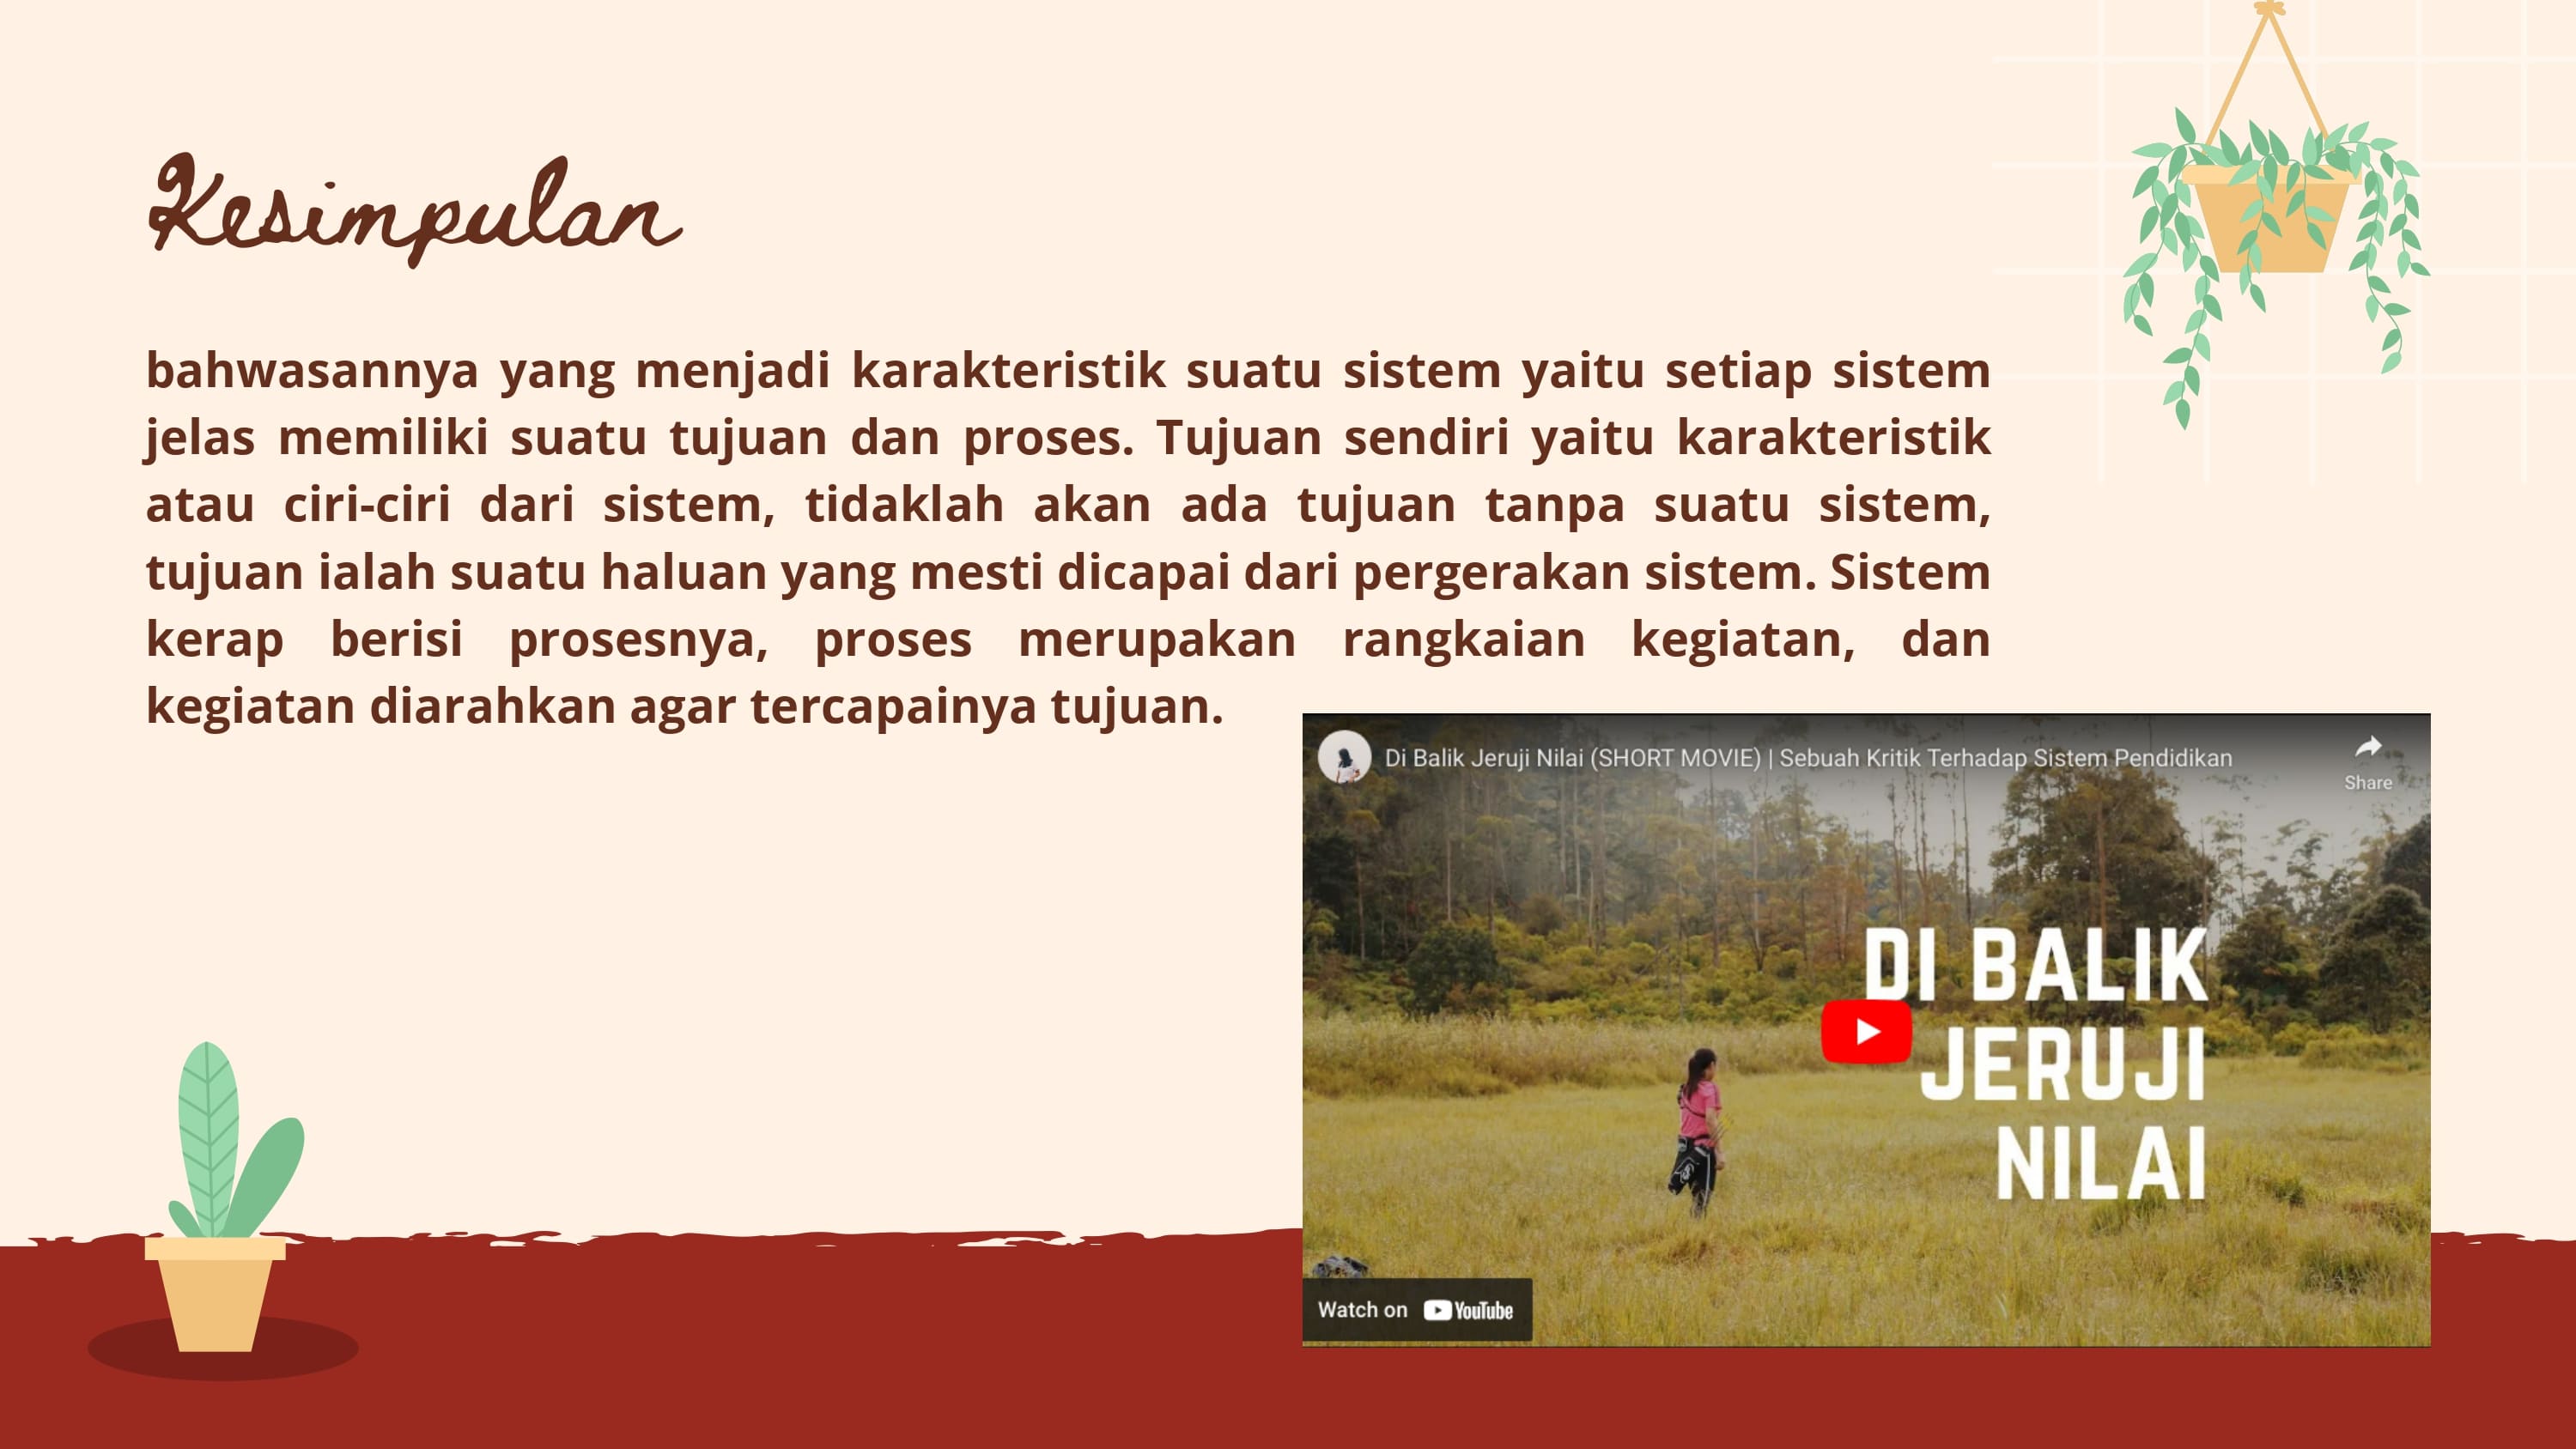 Kesimpulan
bahwasannya yang menjadi karakteristik suatu sistem yaitu setiap sistem
jelas memiliki suatu tujuan dan proses. Tujuan sendiri yaitu karakteristik
atau ciri-ciri dari sistem, tidaklah akan ada tujuan tanpa suatu sistem,
tujuan ialah suatu haluan yang mesti dicapai dari pergerakan sistem. Sistem
kerap berisi prosesnya, proses merupakan rangkaian kegiatan, dan
kegiatan diarahkan agar tercapainya tujuan.
Di Balik Jeruji Nilai (SHORT MOVIE) | Sebuah Kritik Terhadap Sistem Pendidikan
Share
DI BALIK
JERUJI
NILAI
Watch on YouTube